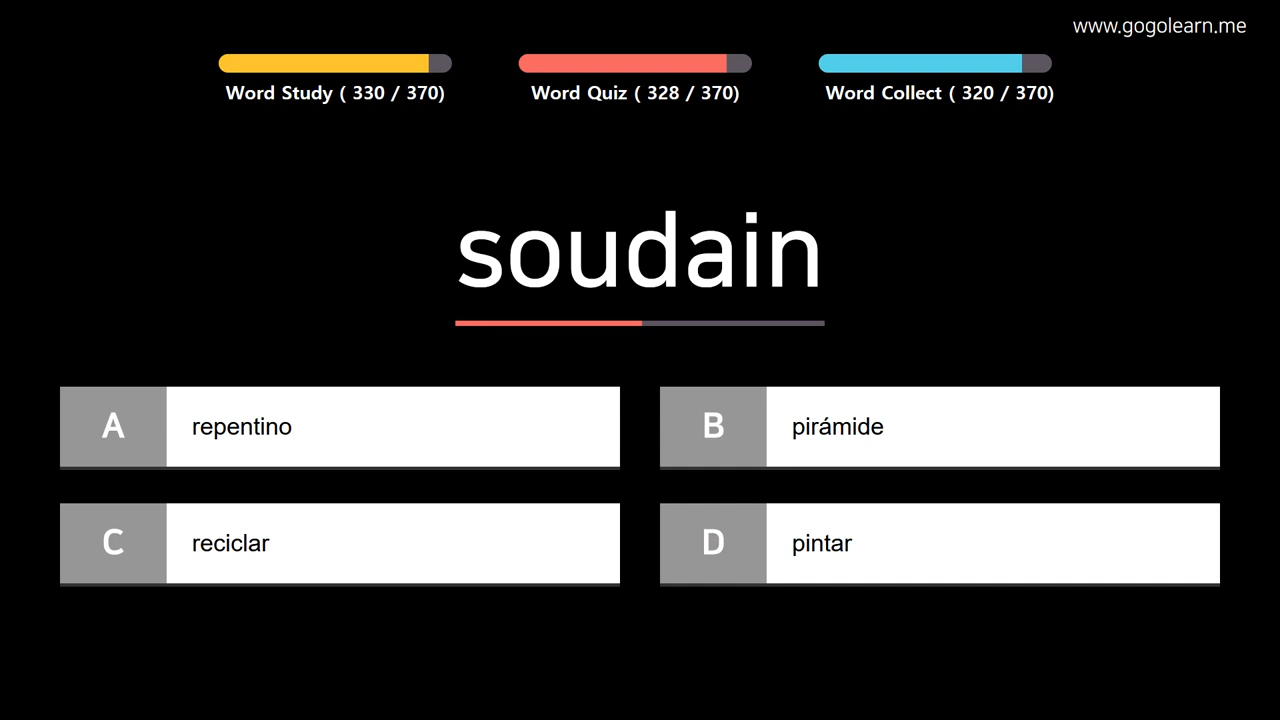 www.gogolearn.me
Word Study ( 330 / 370)
Word Quiz ( 328 / 370)
Word Collect ( 320 / 370)
soudain
A repentino
B pirámide
C reciclar
D pintar